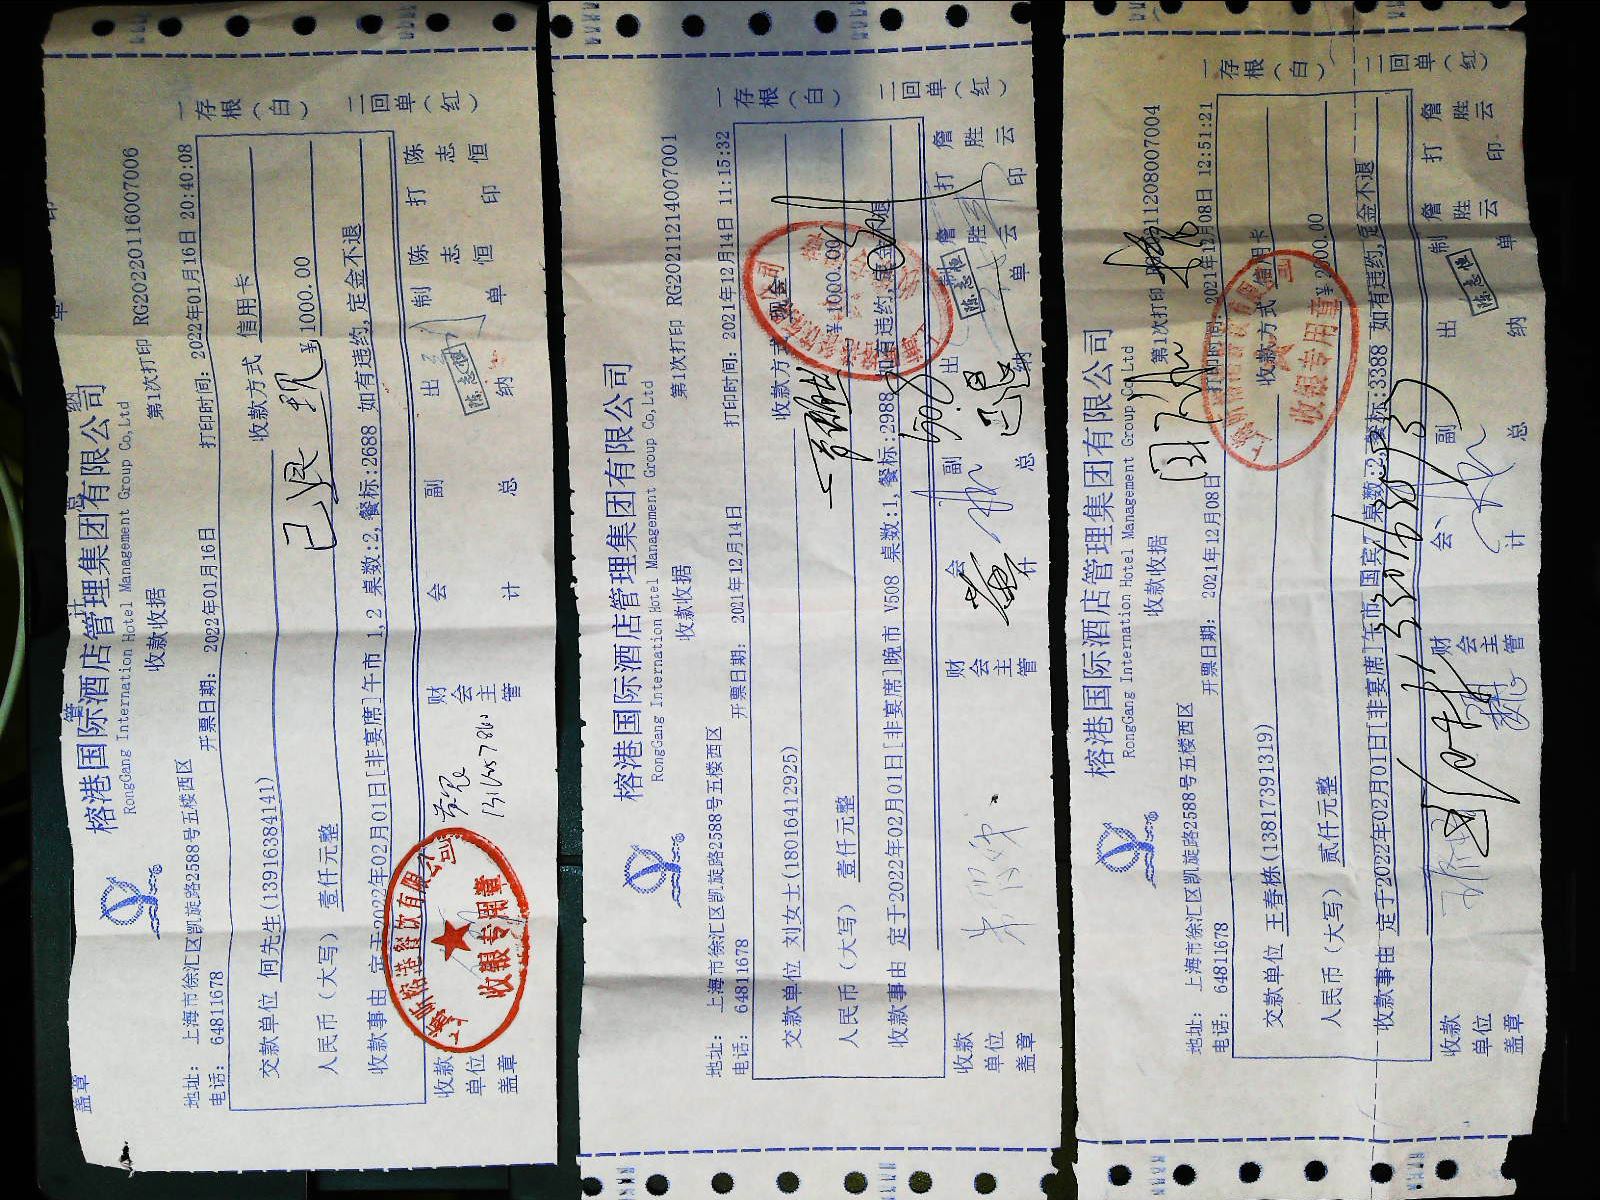 榕港国际酒店管理集团有限公司
RongGang International Hotel Management Group Co,Ltd
收款收据
第1次打印 RG20220116007006
地址: 上海市徐汇区凯旋路2588号五楼西区
电话: 64811678
开票日期: 2022年01月16日
打印时间: 2022年01月16日 20:40:08
交款单位 何先生(13916384141)
收款方式 信用卡
人民币(大写) 壹仟元整
¥1000.00
收款事由 定于2022年02月01日[非宴席]午市 1,2 桌数:2,餐标:2688 如有违约,定金不退
收款单位盖章
财会主管
会计
副总
出纳
制单 陈志恒
打印 陈志恒
一存根(白)
二回单(红)
收银专用章
陈志恒
榕港国际酒店管理集团有限公司
RongGang International Hotel Management Group Co,Ltd
收款收据
第1次打印 RG20211214007001
地址: 上海市徐汇区凯旋路2588号五楼西区
电话: 64811678
开票日期: 2021年12月14日
打印时间: 2021年12月14日 11:15:32
交款单位 刘女士(18016412925)
收款方式 现金
人民币(大写) 壹仟元整
¥1000.00
收款事由 定于2022年02月01日[非宴席]晚市 V508 桌数:1,餐标:2988 如有违约,定金不退
收款单位盖章
财会主管
会计
副总
出纳
制单 詹胜云
打印 詹胜云
一存根(白)
二回单(红)
陈志恒
榕港国际酒店管理集团有限公司
RongGang International Hotel Management Group Co,Ltd
收款收据
第1次打印 RG20211208007004
地址: 上海市徐汇区凯旋路2588号五楼西区
电话: 64811678
开票日期: 2021年12月08日
打印时间: 2021年12月08日 12:51:21
交款单位 王春栋(13817391319)
收款方式 信用卡
人民币(大写) 贰仟元整
¥2000.00
收款事由 定于2022年02月01日[非宴席]午市 国宾7 桌数:2,餐标:3388 如有违约,定金不退
收款单位盖章
财会主管
会计
副总
出纳
制单 詹胜云
打印 詹胜云
一存根(白)
二回单(红)
收银专用章
陈志恒